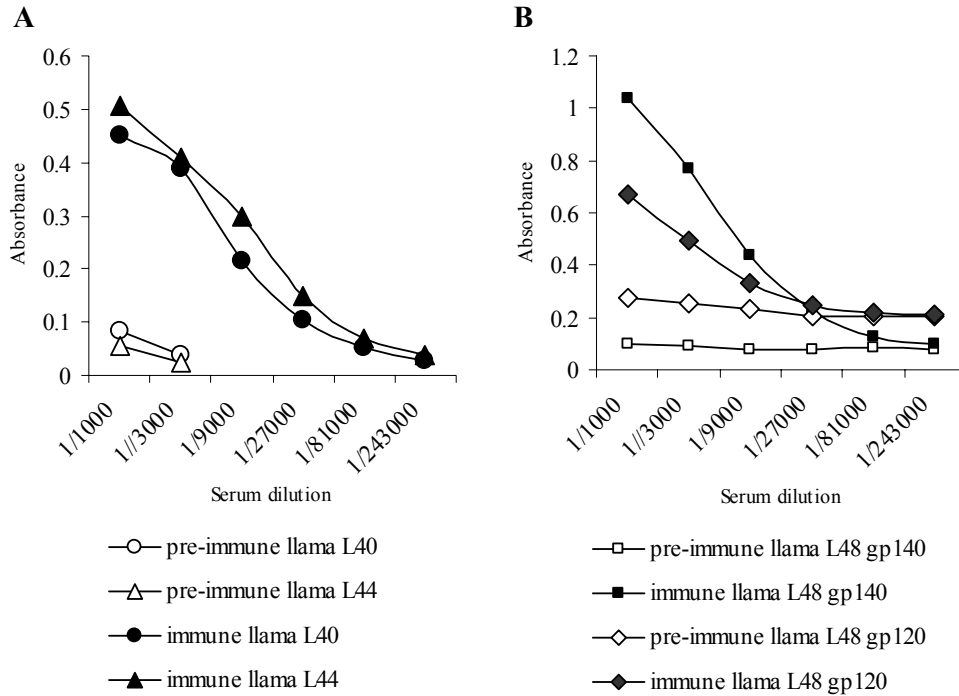 A
0.6
0.5
0.4
0.3
0.2
0.1
0
Absorbance
1/1000
1//3000
1/9000
1/27000
1/81000
1/243000
Serum dilution
pre-immune llama L40
pre-immune llama L44
immune llama L40
immune llama L44
B
1.2
1
0.8
0.6
0.4
0.2
0
Absorbance
1/1000
1//3000
1/9000
1/27000
1/81000
1/243000
Serum dilution
pre-immune llama L48 gp140
immune llama L48 gp140
pre-immune llama L48 gp120
immune llama L48 gp120